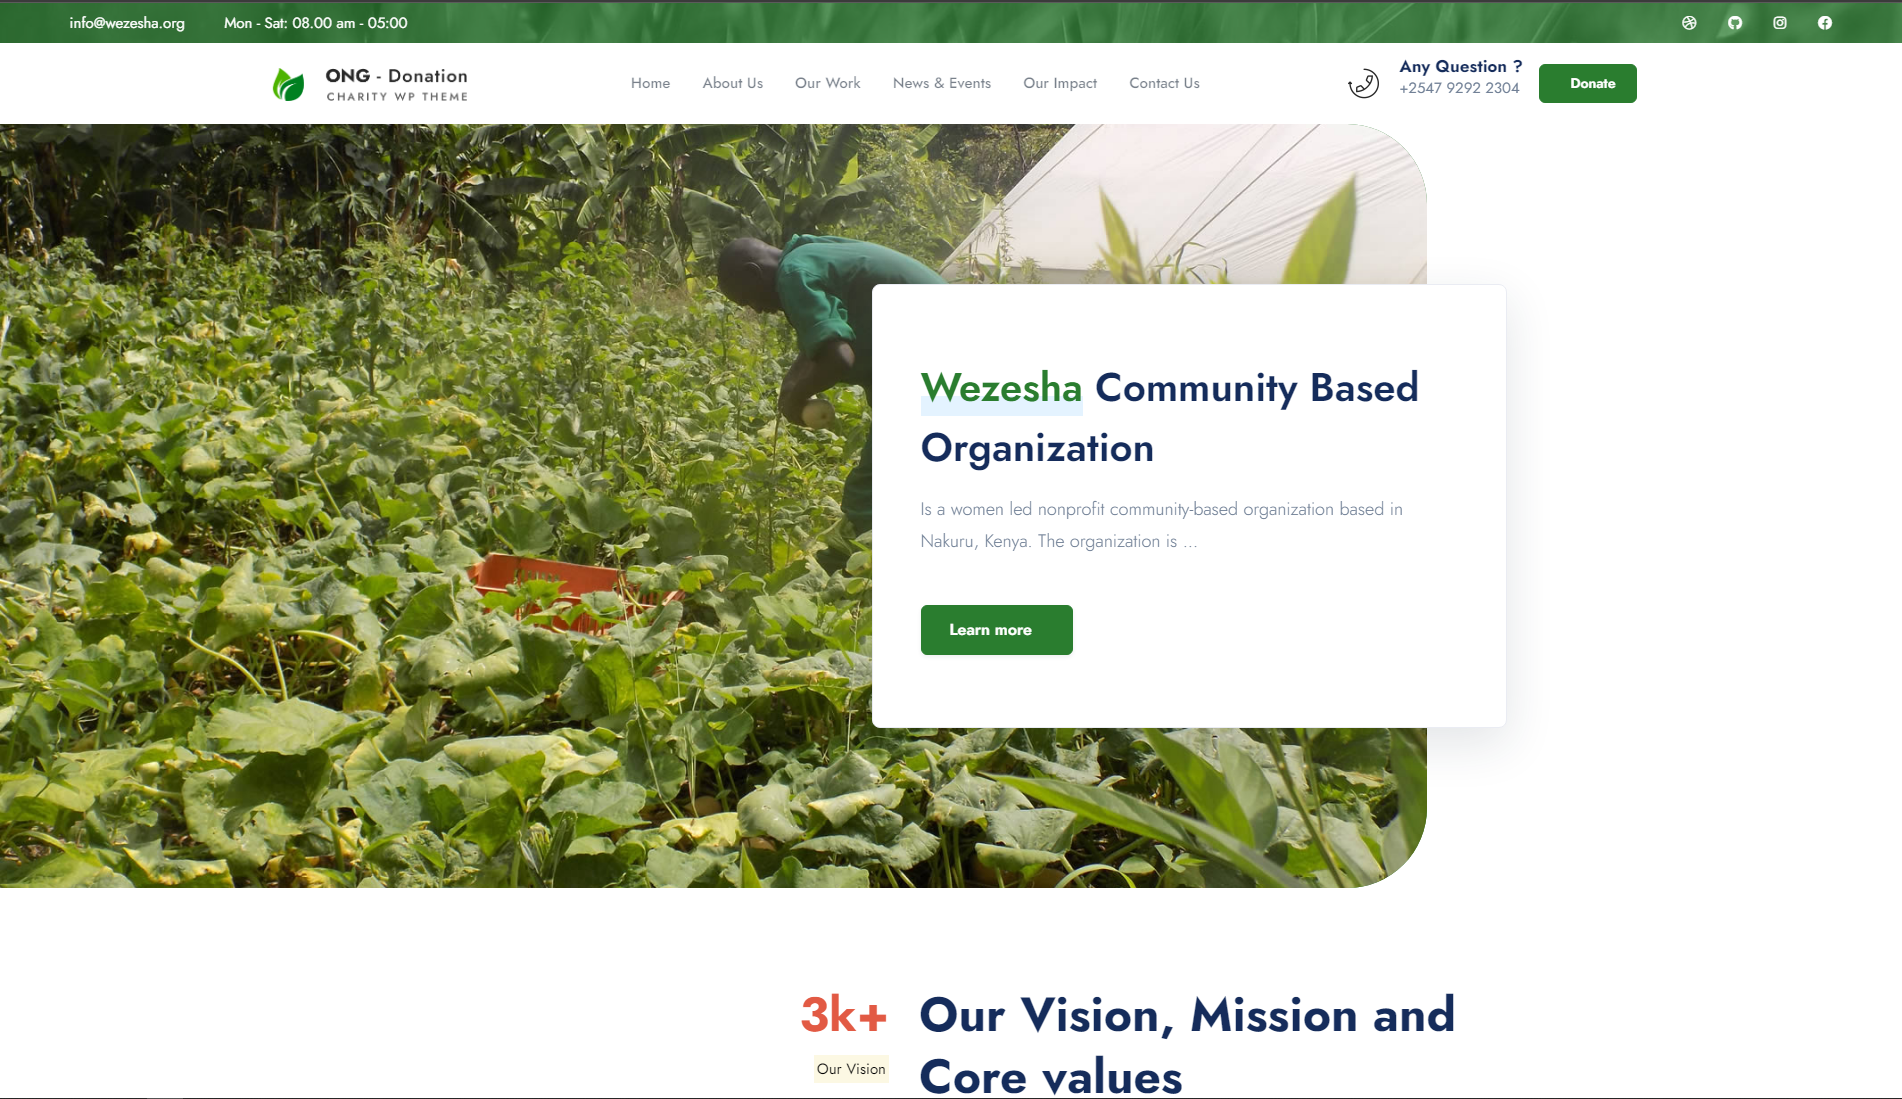 info@wezesha.org Mon - Sat: 08.00 am - 05:00
ONG - Donation
CHARITY WP THEME
Home About Us Our Work News & Events Our Impact Contact Us
Any Question ?
+2547 9292 2304
Donate
Wezesha Community Based
Organization
Is a women led nonprofit community-based organization based in
Nakuru, Kenya. The organization is ...
Learn more
3k+
Our Vision
Our Vision, Mission and
Core values